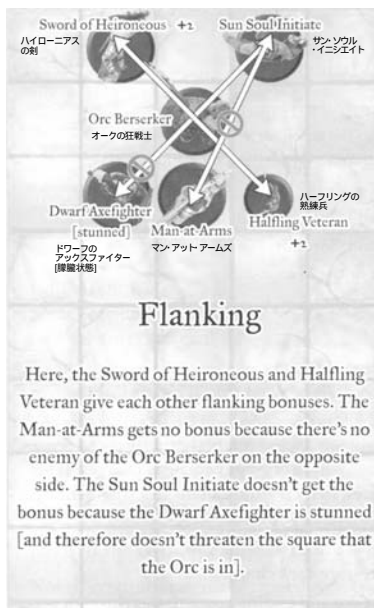 Sword of Heironeous +2
ハイローニアス
の剣
Sun Soul Initiate
サン・ソウル
・イニシエイト
Orc Berserker
オークの狂戦士
Dwarf Axefighter
[stunned]
ドワーフの
アックスファイター
[朦朧状態]
Man-at-Arms
マン・アット アームズ
ハーフリングの
熟練兵
Halfling Veteran
+2
Flanking
Here, the Sword of Heironeous and Halfling
Veteran give each other flanking bonuses. The
Man-at-Arms gets no bonus because there's no
enemy of the Orc Berserker on the opposite
side. The Sun Soul Initiate doesn't get the
bonus because the Dwarf Axefighter is stunned
[and therefore doesn't threaten the square that
the Orc is in].